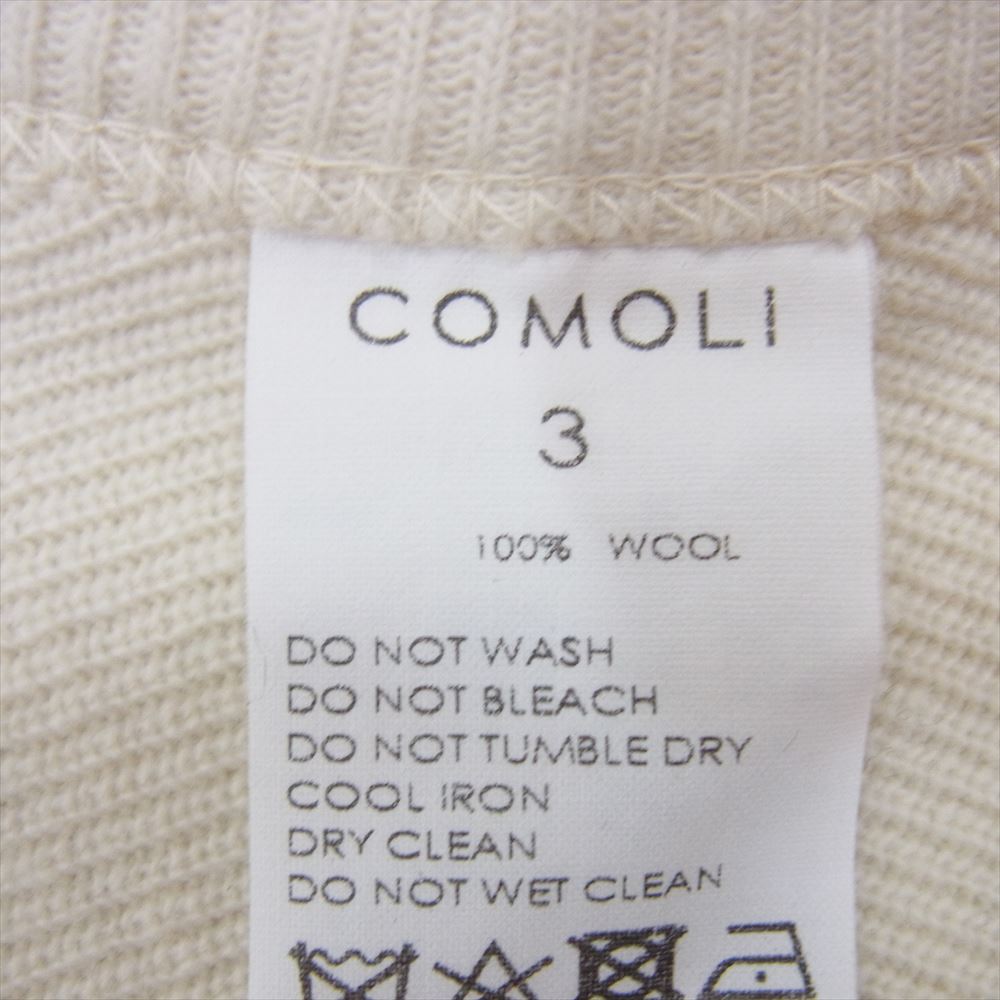 COMOLI
3
100% WOOL
DO NOT WASH
DO NOT BLEACH
DO NOT TUMBLE DRY
COOL IRON
DRY CLEAN
DO NOT WET CLEAN